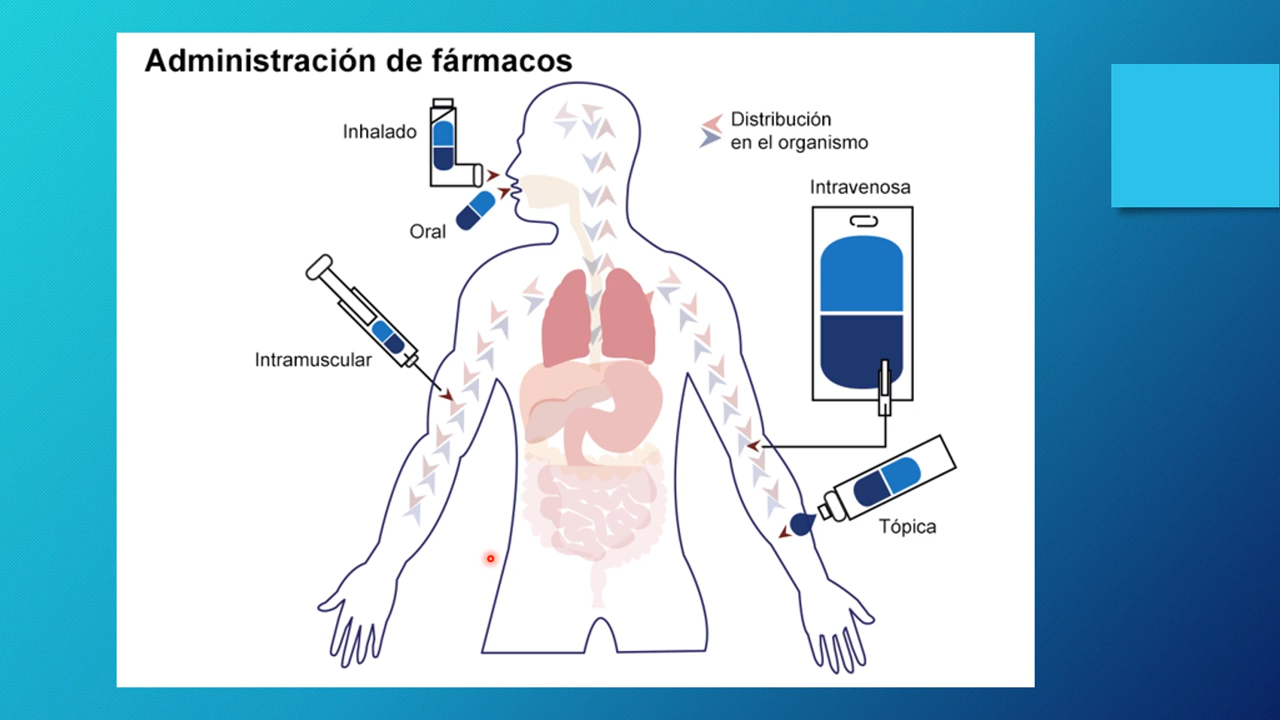 Administración de fármacos
Inhalado
Distribución
en el organismo
Intravenosa
Oral
Intramuscular
Tópica